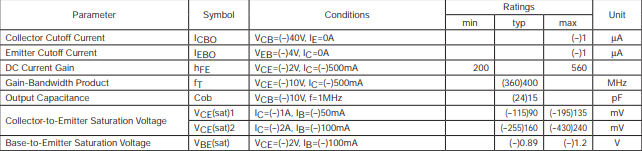 Parameter Symbol Conditions Ratings Unit
min typ max
Collector Cutoff Current ICBO VCB=(–)40V, IE=0A (–)1 μA
Emitter Cutoff Current IEBO VEB=(–)4V, IC=0A (–)1 μA
DC Current Gain hFE VCE=(–)2V, IC=(–)500mA 200 560
Gain-Bandwidth Product fT VCE=(–)10V, IC=(–)500mA (360)400 MHz
Output Capacitance Cob VCB=(–)10V, f=1MHz (24)15 pF
Collector-to-Emitter Saturation Voltage VCE(sat)1 IC=(–)1A, IB=(–)50mA (–115)90 (–195)135 mV
VCE(sat)2 IC=(–)2A, IB=(–)100mA (–255)160 (–430)240 mV
Base-to-Emitter Saturation Voltage VBE(sat) VCE=(–)2V, IB=(–)100mA (–)0.89 (–)1.2 V